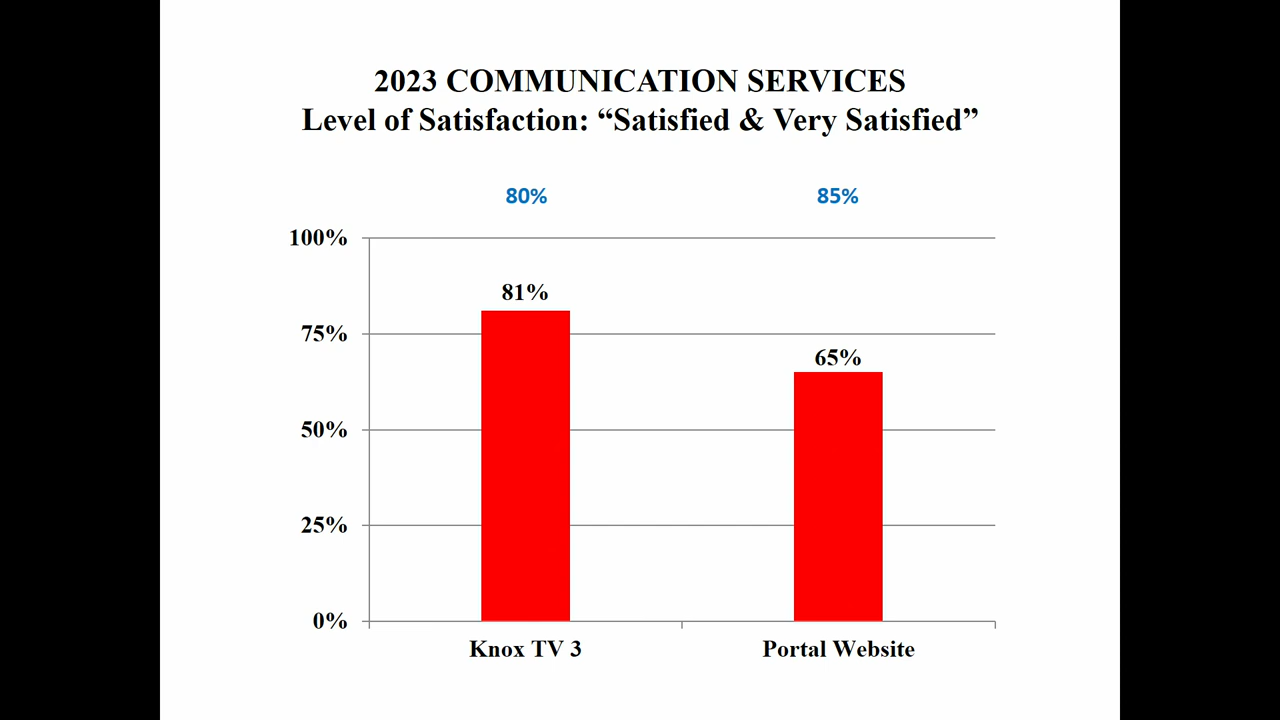 2023 COMMUNICATION SERVICES
Level of Satisfaction: “Satisfied & Very Satisfied”
80% 85%
100%
81%
75%
65%
50%
25%
0%
Knox TV 3 Portal Website